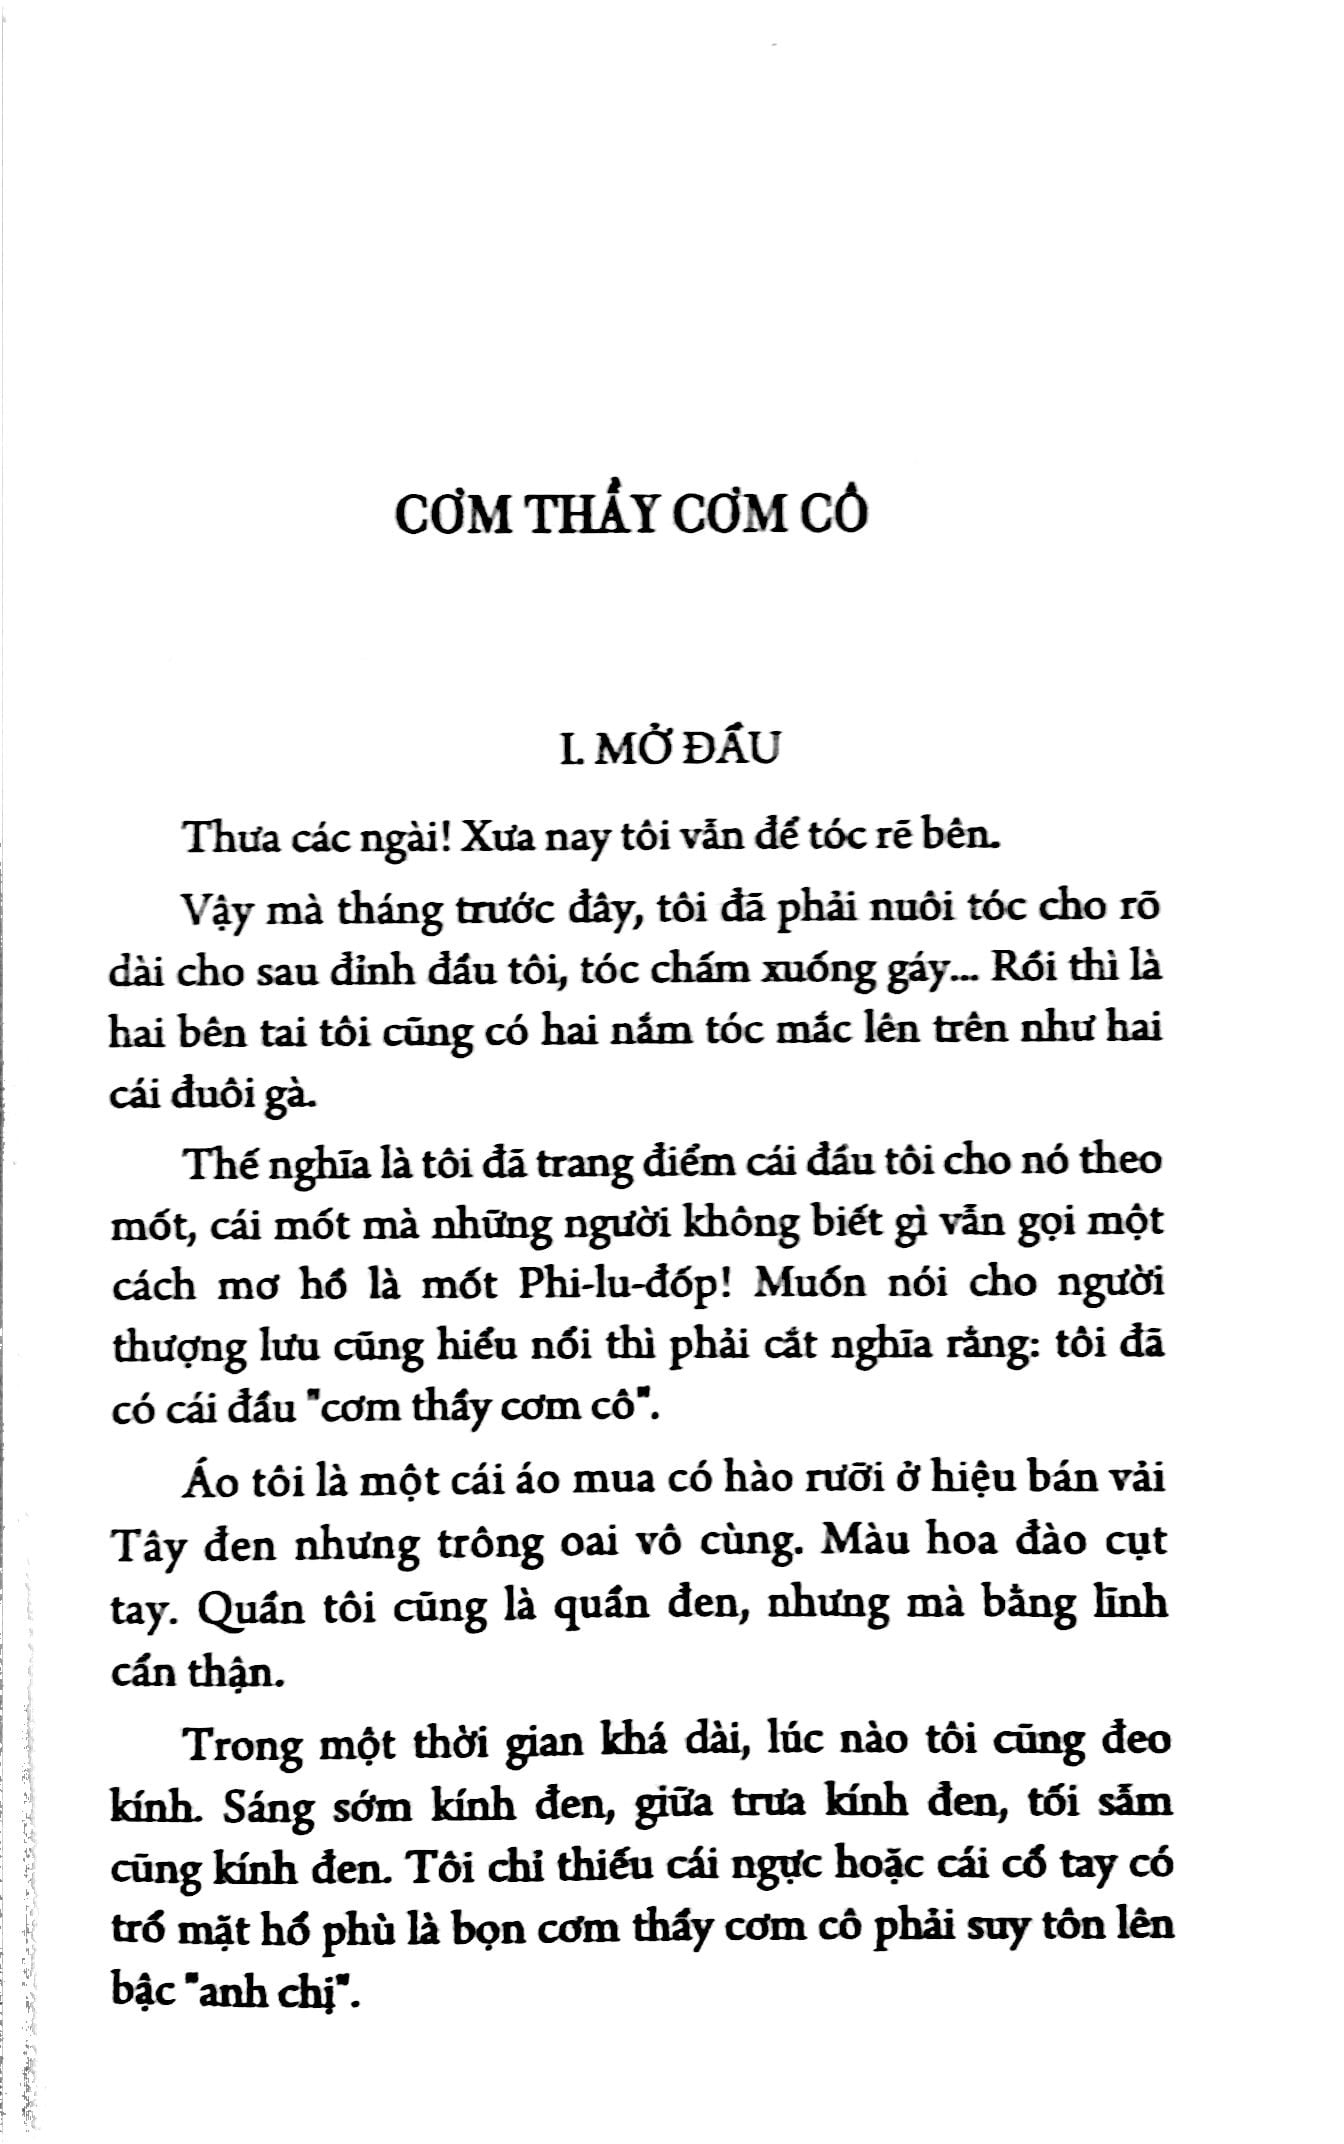 CƠM THẦY CƠM CÔ
I. MỞ ĐẦU
Thưa các ngài! Xưa nay tôi vẫn để tóc rẽ bên.
Vậy mà tháng trước đây, tôi đã phải nuôi tóc cho rõ
dài cho sau đỉnh đầu tôi, tóc chấm xuống gáy... Rồi thì là
hai bên tai tôi cũng có hai nắm tóc mắc lên trên như hai
cái đuôi gà.
Thế nghĩa là tôi đã trang điểm cái đầu tôi cho nó theo
mốt, cái mốt mà những người không biết gì vẫn gọi một
cách mơ hồ là mốt Phi-lu-đốp! Muốn nói cho người
thượng lưu cũng hiểu nổi thì phải cắt nghĩa rằng: tôi đã
có cái đầu "cơm thầy cơm cô".
Áo tôi là một cái áo mua có hào rưỡi ở hiệu bán vải
Tây đen nhưng trông oai vô cùng. Màu hoa đào cụt
tay. Quần tôi cũng là quần đen, nhưng mà bằng lĩnh
cẩn thận.
Trong một thời gian khá dài, lúc nào tôi cũng đeo
kính. Sáng sớm kính đen, giữa trưa kính đen, tối sẫm
cũng kính đen. Tôi chỉ thiếu cái ngực hoặc cái cổ tay có
trổ mặt hổ phù là bọn cơm thầy cơm cô phải suy tôn lên
bậc "anh chị".